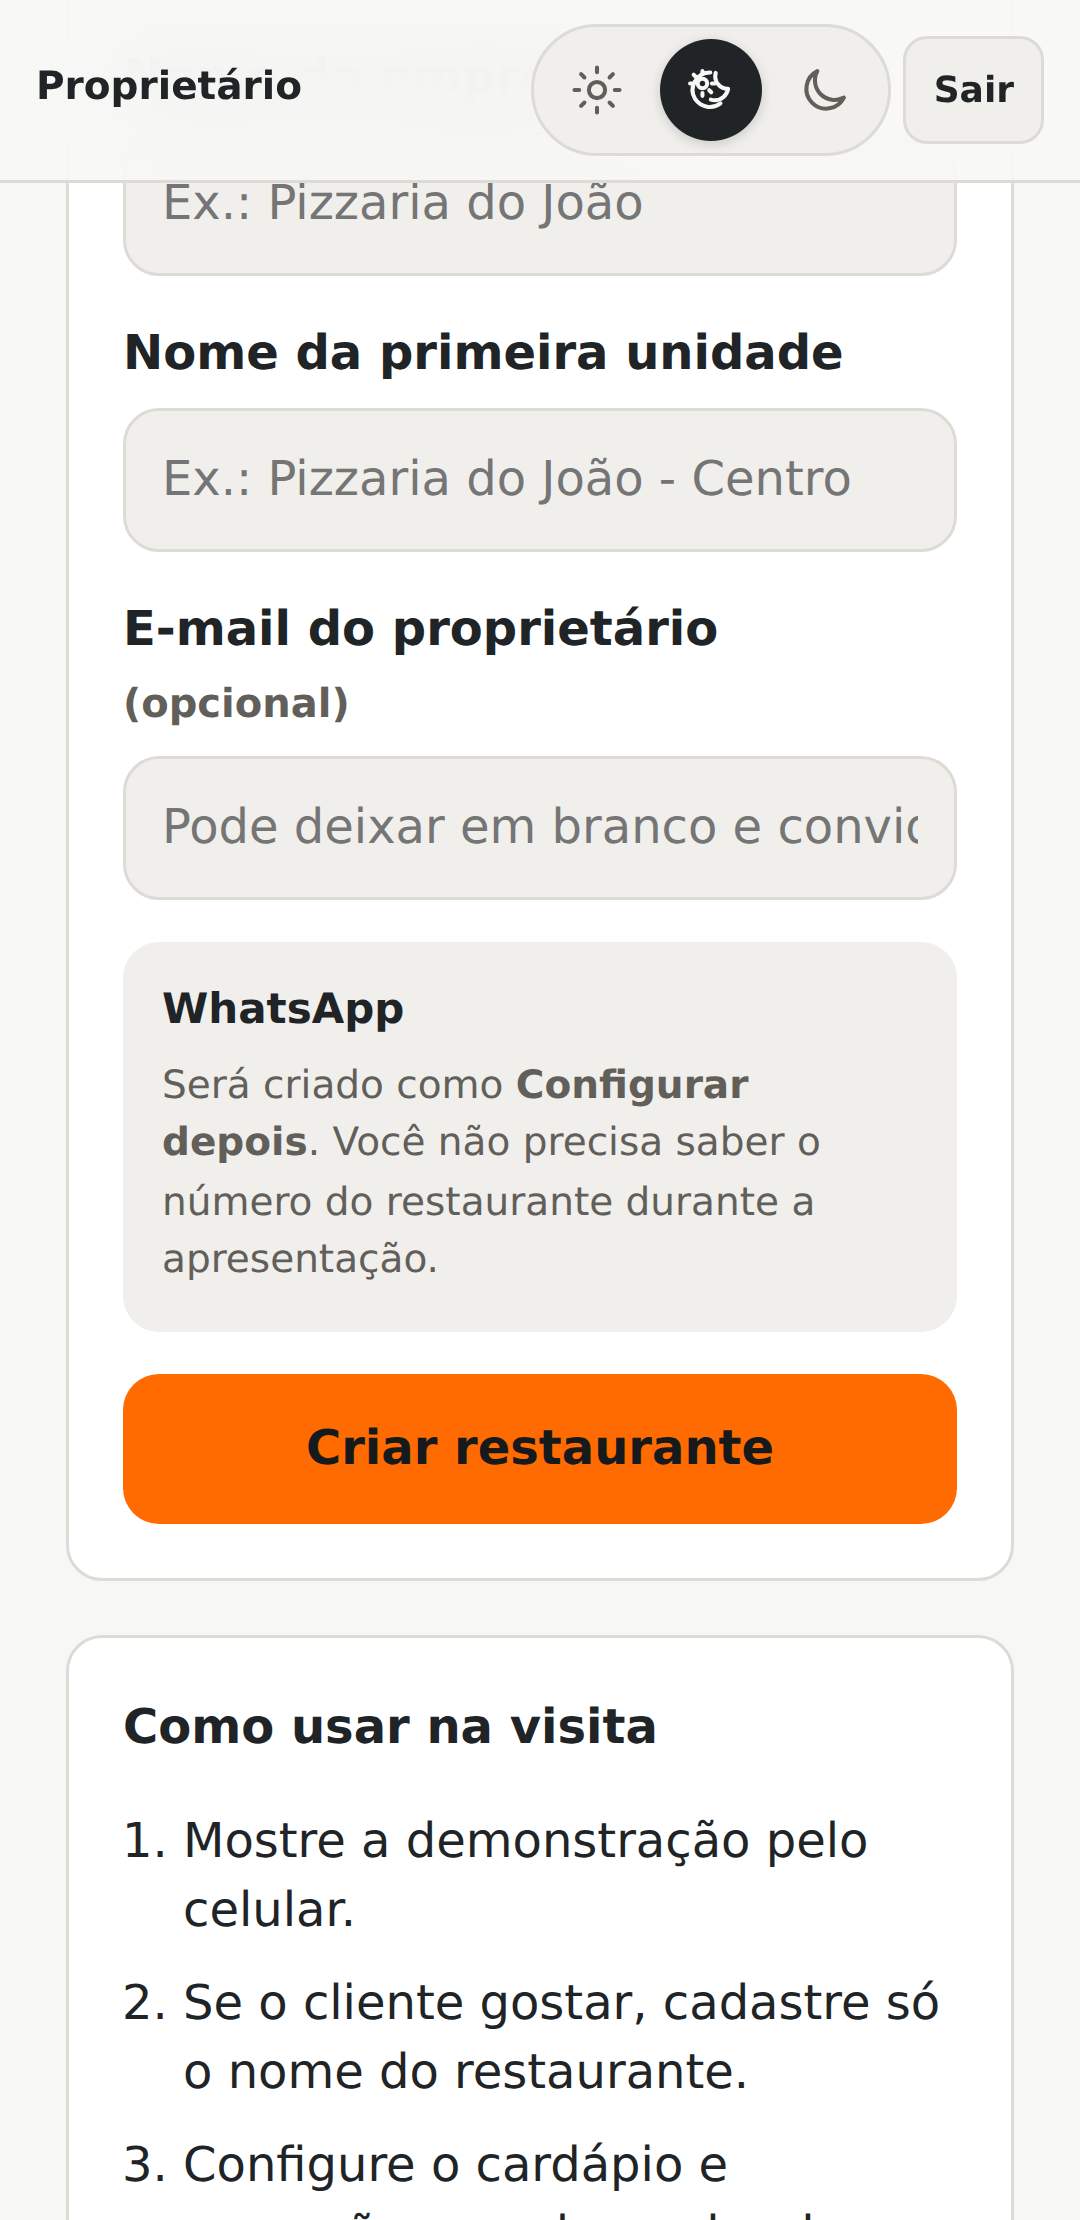 Proprietário
Sair
Ex.: Pizzaria do João
Nome da primeira unidade
Ex.: Pizzaria do João - Centro
E-mail do proprietário
(opcional)
Pode deixar em branco e
WhatsApp
Será criado como Configurar
depois. Você não precisa saber o
número do restaurante durante a
apresentação.
Criar restaurante
Como usar na visita
1. Mostre a demonstração pelo
celular.
2. Se o cliente gostar, cadastre só
o nome do restaurante.
3. Configure o cardápio e